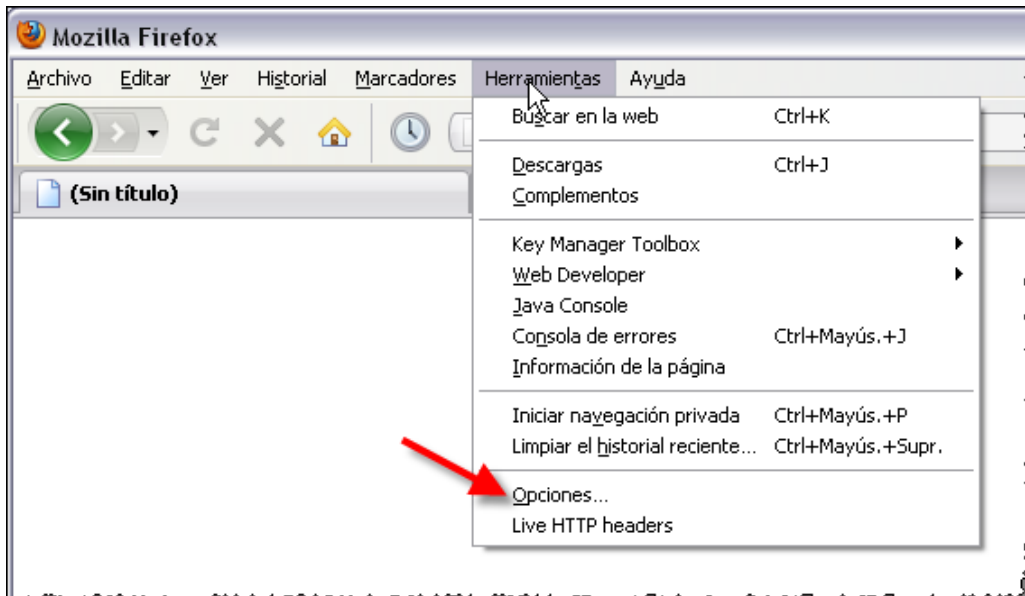 Mozilla Firefox
Archivo Editar Ver Historial Marcadores Herramientas Ayuda
Buscar en la web Ctrl+K
(Sin título)
Descargas Ctrl+J
Complementos
Key Manager Toolbox
Web Developer
Java Console
Consola de errores Ctrl+Mayús.+J
Información de la página
Iniciar navegación privada Ctrl+Mayús.+P
Limpiar el historial reciente... Ctrl+Mayús.+Supr.
Opciones...
Live HTTP headers